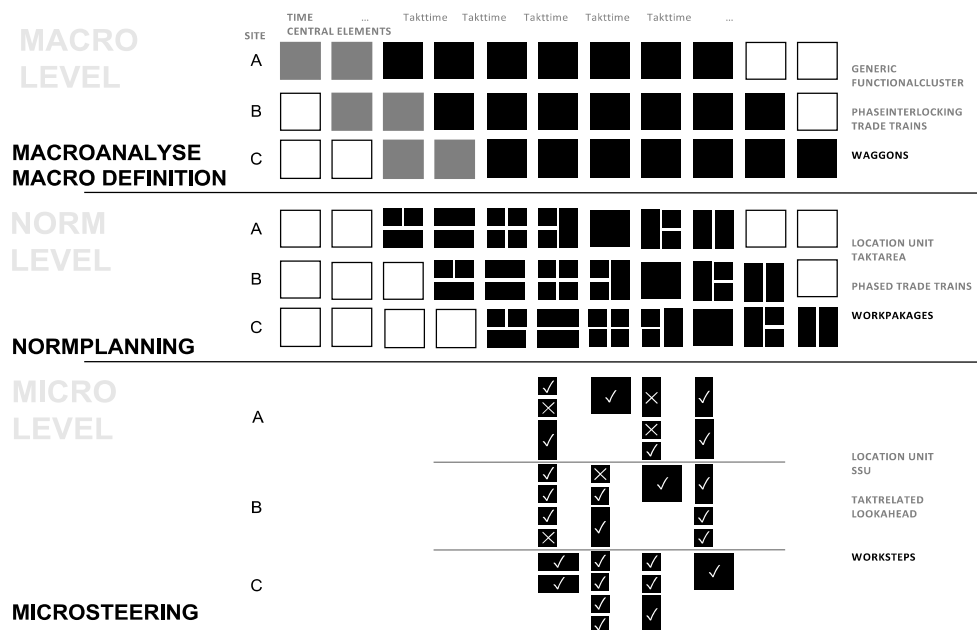 TIME ... Takttime Takttime Takttime Takttime Takttime ...
SITE CENTRAL ELEMENTS
MACRO
LEVEL
A
GENERIC
FUNCTIONALCLUSTER
B
PHASEINTERLOCKING
TRADE TRAINS
MACROANALYSE
MACRO DEFINITION
C
WAGGONS
NORM
LEVEL
A
LOCATION UNIT
TAKTAREA
B
PHASED TRADE TRAINS
C
WORKPAKAGES
NORMPLANNING
MICRO
LEVEL
A
LOCATION UNIT
SSU
B
TAKTRELATED
LOOKAHEAD
WORKSTEPS
C
MICROSTEERING